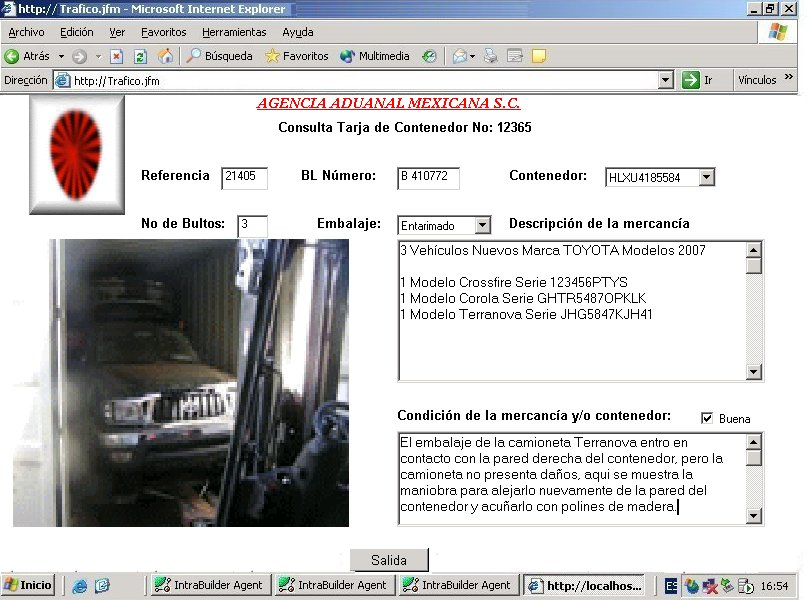 http://Trafico.jfm - Microsoft Internet Explorer
Archivo Edición Ver Favoritos Herramientas Ayuda
Atrás Búsqueda Favoritos Multimedia
Dirección http://Trafico.jfm Ir Vínculos »
AGENCIA ADUANAL MEXICANA S.C.
Consulta Tarja de Contenedor No: 12365
Referencia 21405 BL Número: B 410772 Contenedor: HLXU4185584
No de Bultos: 3 Embalaje: Entarimado Descripción de la mercancía
3 Vehículos Nuevos Marca TOYOTA Modelos 2007
1 Modelo Crossfire Serie 123456PTYS
1 Modelo Corola Serie GHTR5487OPKLK
1 Modelo Terranova Serie JHG5847KJH41
Condición de la mercancía y/o contenedor: Buena
El embalaje de la camioneta Terranova entro en
contacto con la pared derecha del contenedor, pero la
camioneta no presenta daños, aqui se muestra la
maniobra para alejarlo nuevamente de la pared del
contenedor y acuñarlo con polines de madera.
Salida
Inicio IntraBuilder Agent IntraBuilder Agent IntraBuilder Agent http://localhos... ES 16:54